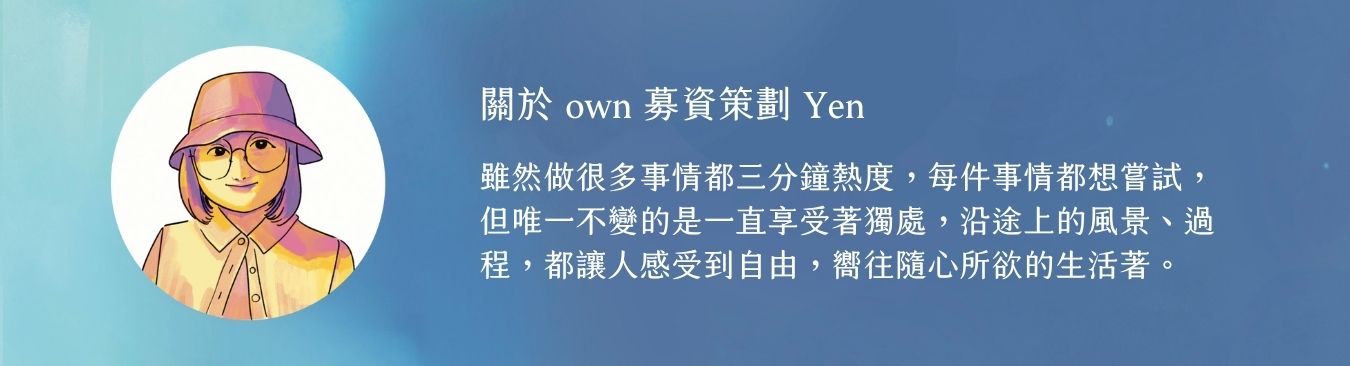 關於 own 募資策劃 Yen
雖然做很多事情都三分鐘熱度，每件事情都想嘗試，
但唯一不變的是一直享受著獨處，沿途上的風景、過
程，都讓人感受到自由，嚮往隨心所欲的生活著。